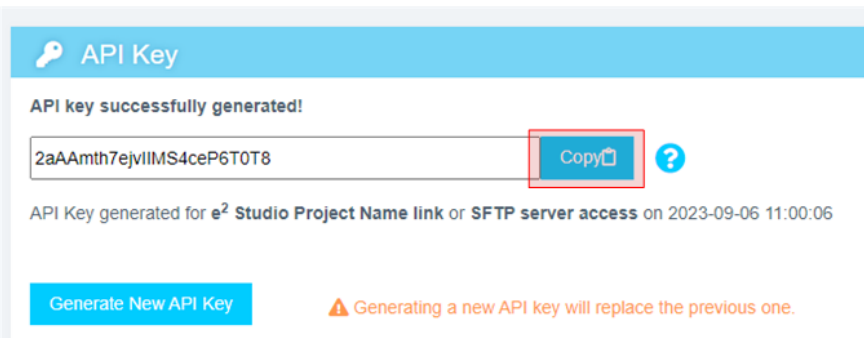 API Key
API key successfully generated!
2aAAmth7ejvIIMS4ceP6T0T8 Copy ?
API Key generated for e² Studio Project Name link or SFTP server access on 2023-09-06 11:00:06
Generate New API Key Generating a new API key will replace the previous one.